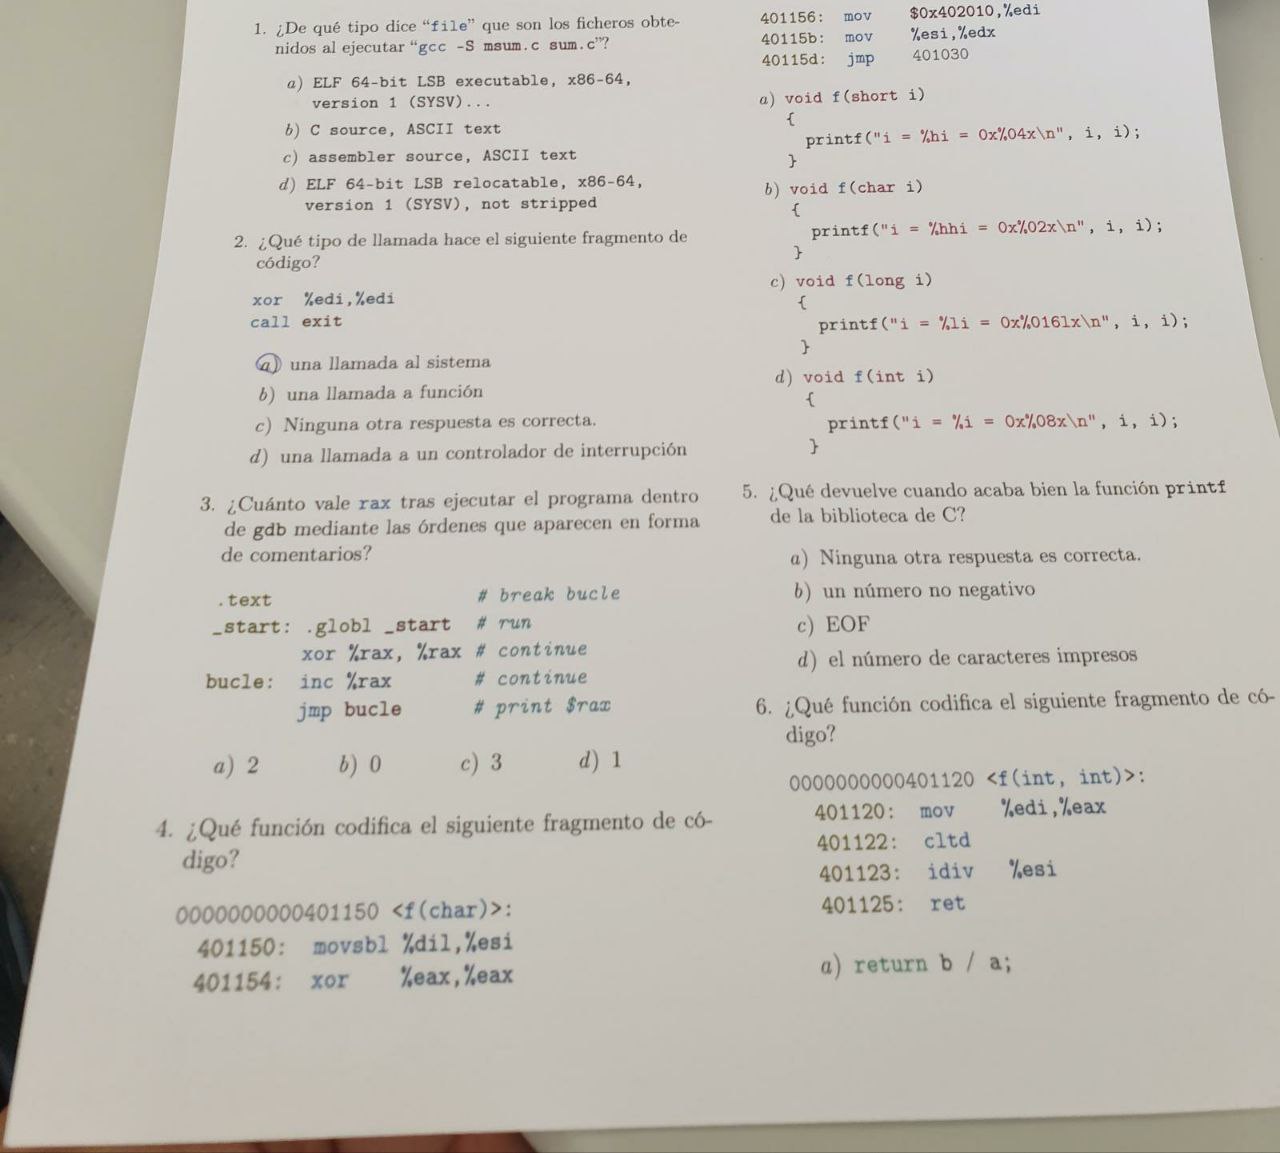 1. ¿De qué tipo dice “file” que son los ficheros obte-
nidos al ejecutar “gcc -S msum.c sum.c”?
a) ELF 64-bit LSB executable, x86-64,
version 1 (SYSV)...
b) C source, ASCII text
c) assembler source, ASCII text
d) ELF 64-bit LSB relocatable, x86-64,
version 1 (SYSV), not stripped
2. ¿Qué tipo de llamada hace el siguiente fragmento de
código?
xor %edi,%edi
call exit
a) una llamada al sistema
b) una llamada a función
c) Ninguna otra respuesta es correcta.
d) una llamada a un controlador de interrupción
3. ¿Cuánto vale rax tras ejecutar el programa dentro
de gdb mediante las órdenes que aparecen en forma
de comentarios?
.text # break bucle
_start: .globl _start # run
xor %rax, %rax # continue
bucle: inc %rax # continue
jmp bucle # print $rax
a) 2 b) 0 c) 3 d) 1
4. ¿Qué función codifica el siguiente fragmento de có-
digo?
0000000000401150 <f(char)>:
401150: movsbl %dil,%esi
401154: xor %eax,%eax
401156: mov $0x402010,%edi
40115b: mov %esi,%edx
40115d: jmp 401030
a) void f(short i)
{
printf("i = %hi = 0x%04x\n", i, i);
}
b) void f(char i)
{
printf("i = %hhi = 0x%02x\n", i, i);
}
c) void f(long i)
{
printf("i = %li = 0x%016lx\n", i, i);
}
d) void f(int i)
{
printf("i = %i = 0x%08x\n", i, i);
}
5. ¿Qué devuelve cuando acaba bien la función printf
de la biblioteca de C?
a) Ninguna otra respuesta es correcta.
b) un número no negativo
c) EOF
d) el número de caracteres impresos
6. ¿Qué función codifica el siguiente fragmento de có-
digo?
0000000000401120 <f(int, int)>:
401120: mov %edi,%eax
401122: cltd
401123: idiv %esi
401125: ret
a) return b / a;